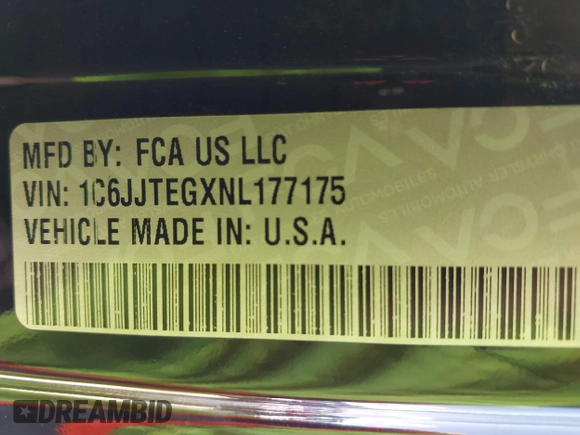 MFD BY: FCA US LLC
VIN: 1C6JJTEGXNL177175
VEHICLE MADE IN: U.S.A.
DREAMBID